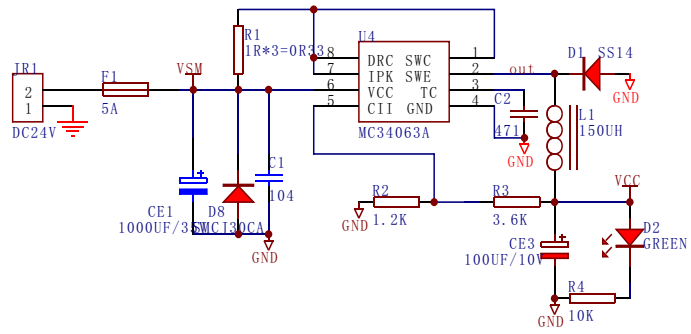 R1
1R*3=0R33
U4
8 DRC SWC 1
7 IPK SWE 2
6 VCC TC 3
5 CII GND 4
MC34063A
out
D1 SS14
GND
JR1
2
1
DC24V
F1
5A
VSM
C2
471
GND
L1
150UH
C1
104
CE1
1000UF/35V
D8
SMCJ30CA
GND
R2
1.2K
GND
R3
3.6K
VCC
CE3
100UF/10V
D2
GREEN
R4
10K
GND